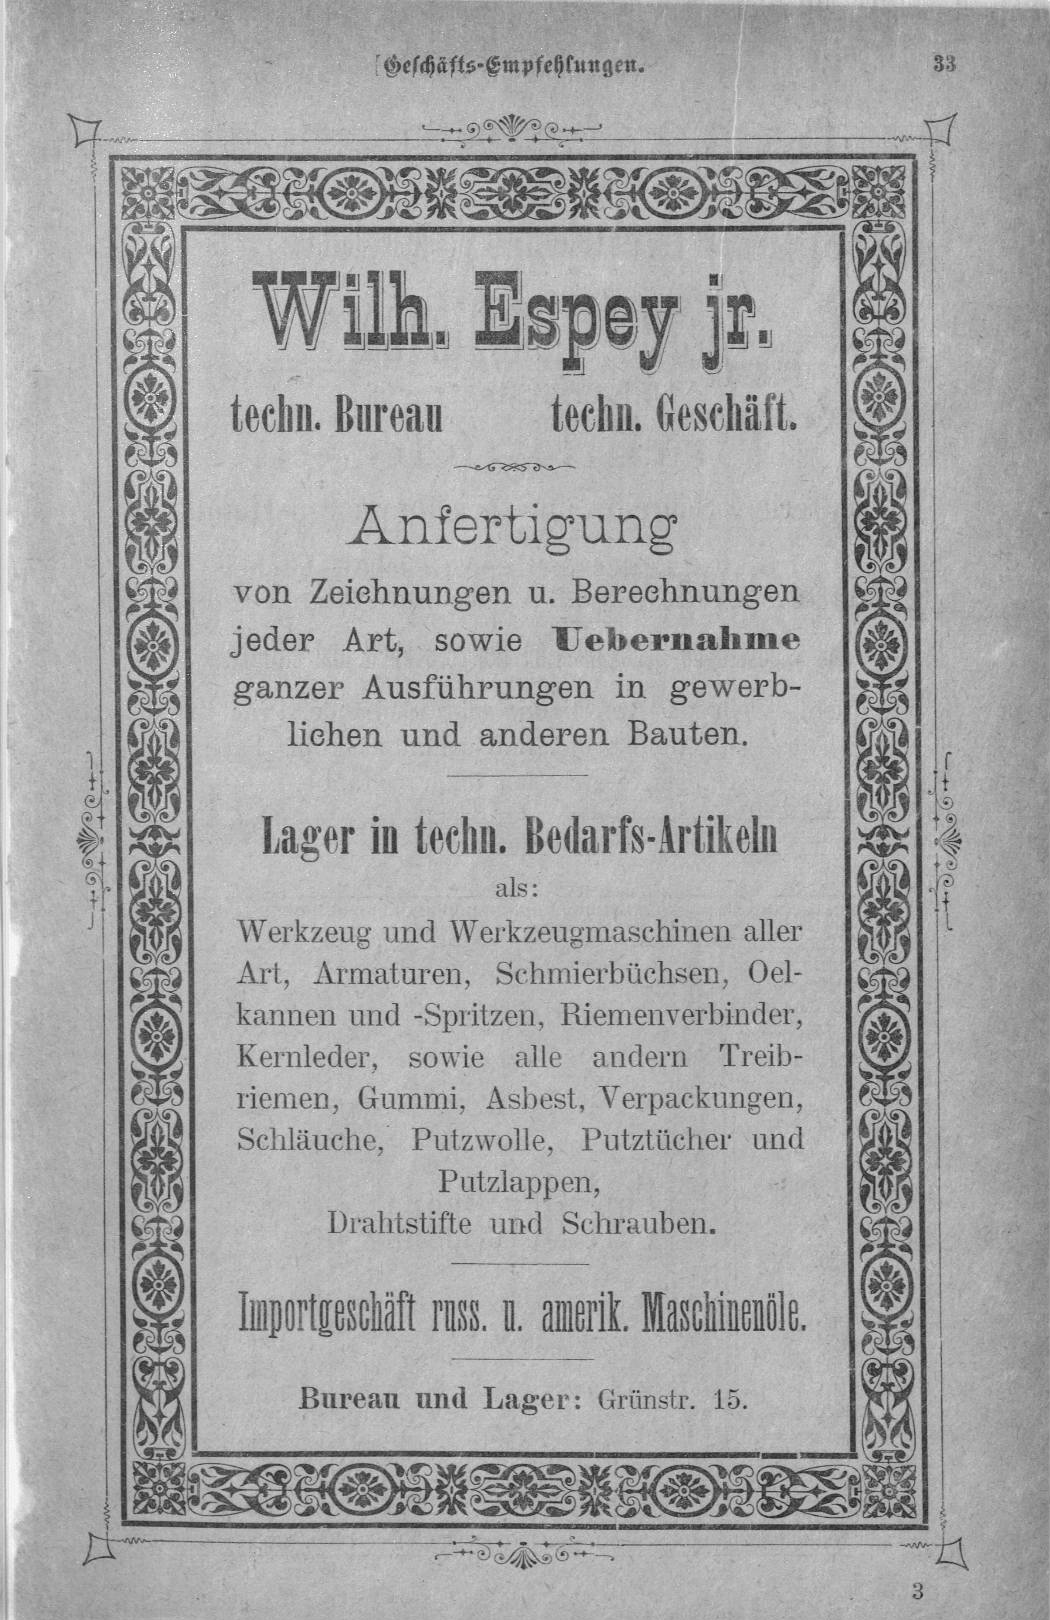 Geschäfts-Empfehlungen. 33
Wilh. Espey jr.
techn. Bureau techn. Geschäft.
Anfertigung
von Zeichnungen u. Berechnungen
jeder Art, sowie Uebernahme
ganzer Ausführungen in gewerb-
lichen und anderen Bauten.
Lager in techn. Bedarfs-Artikeln
als:
Werkzeug und Werkzeugmaschinen aller
Art, Armaturen, Schmierbüchsen, Oel-
kannen und -Spritzen, Riemenverbinder,
Kernleder, sowie alle andern Treib-
riemen, Gummi, Asbest, Verpackungen,
Schläuche, Putzwolle, Putztücher und
Putzlappen,
Drahtstifte und Schrauben.
Importgeschäft russ. u. amerik. Maschinenöle.
Bureau und Lager: Grünstr. 15.
3